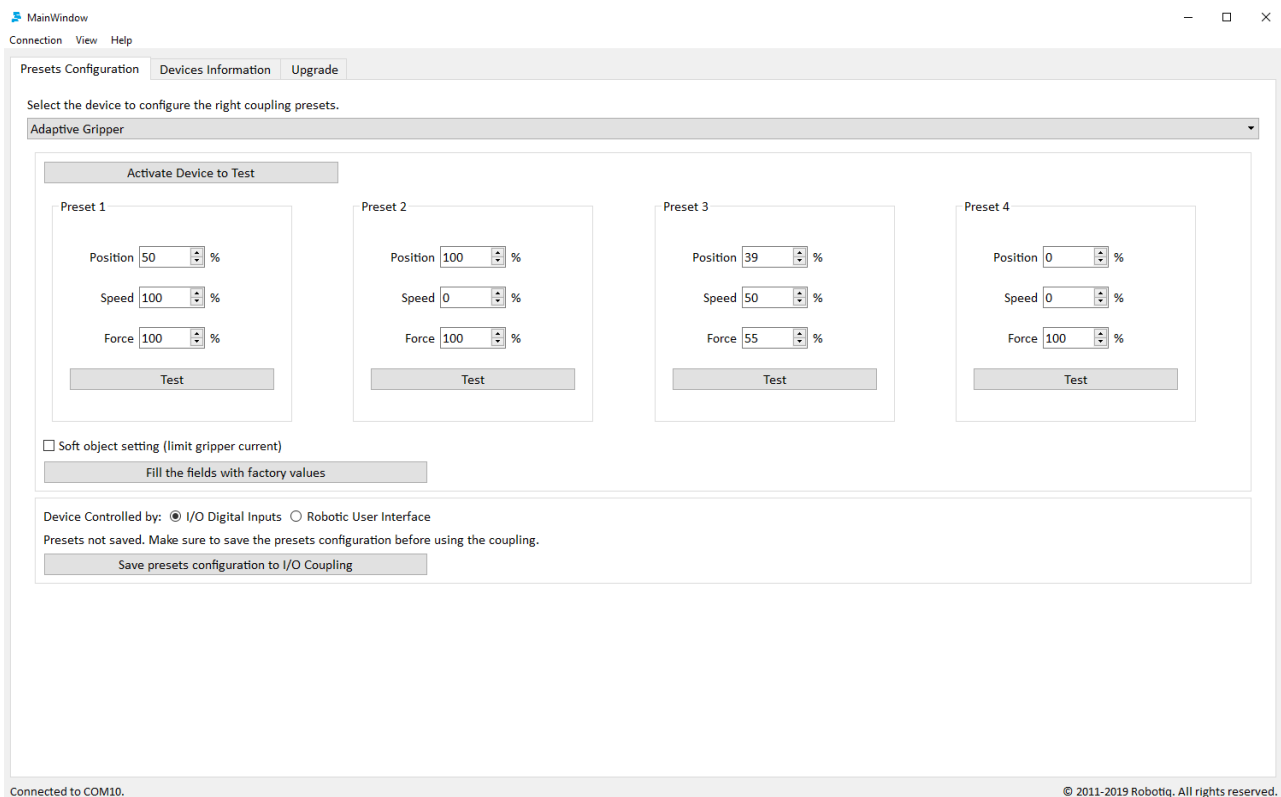 MainWindow
Connection View Help
Presets Configuration Devices Information Upgrade
Select the device to configure the right coupling presets.
Adaptive Gripper
Activate Device to Test
Preset 1 Preset 2 Preset 3 Preset 4
Position 50 % Position 100 % Position 39 % Position 0 %
Speed 100 % Speed 0 % Speed 50 % Speed 0 %
Force 100 % Force 100 % Force 55 % Force 100 %
Test Test Test Test
Soft object setting (limit gripper current)
Fill the fields with factory values
Device Controlled by: I/O Digital Inputs Robotic User Interface
Presets not saved. Make sure to save the presets configuration before using the coupling.
Save presets configuration to I/O Coupling
Connected to COM10. © 2011-2019 Robotiq. All rights reserved.